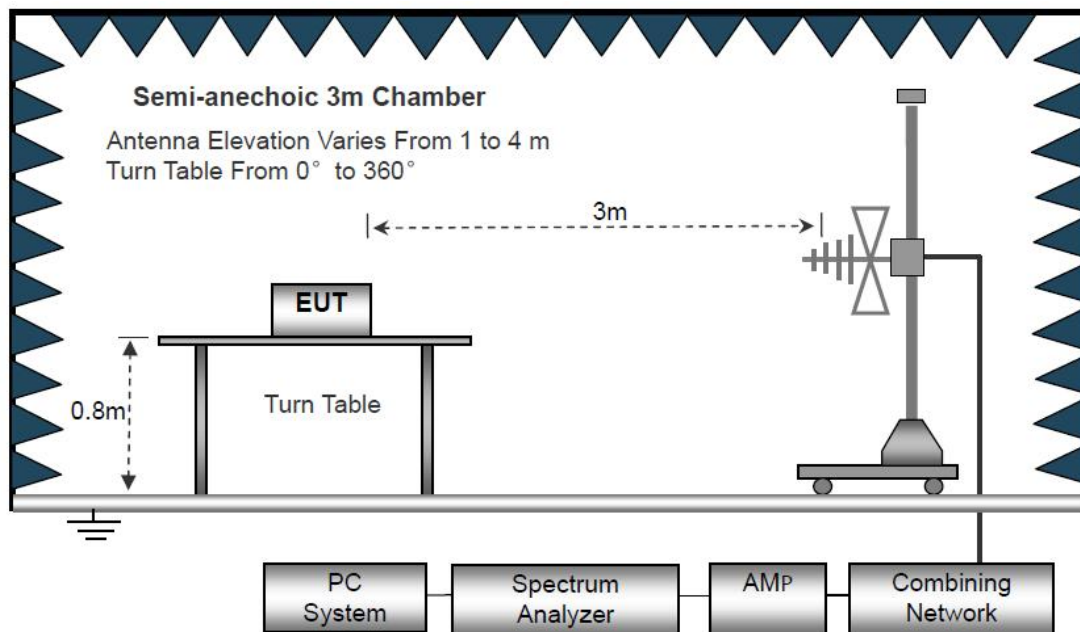 Semi-anechoic 3m Chamber
Antenna Elevation Varies From 1 to 4 m
Turn Table From 0° to 360°
3m
EUT
0.8m
Turn Table
PC
System
Spectrum
Analyzer
AMP
Combining
Network